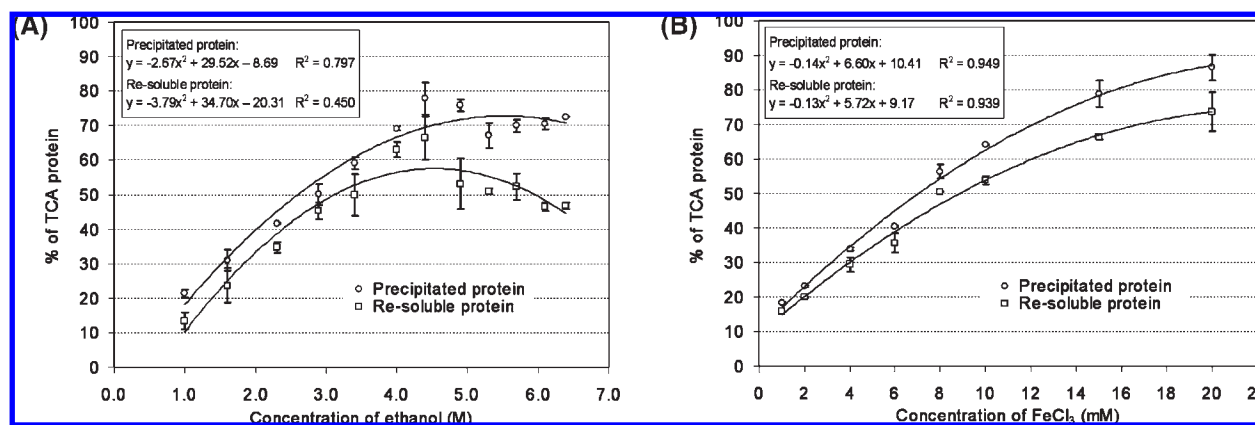 (A)
Precipitated protein:
y = -2.67x² + 29.52x – 8.69 R² = 0.797
Re-soluble protein:
y = -3.79x² + 34.70x – 20.31 R² = 0.450
% of TCA protein
100
90
80
70
60
50
40
30
20
10
0
Precipitated protein
Re-soluble protein
0.0 1.0 2.0 3.0 4.0 5.0 6.0 7.0
Concentration of ethanol (M)
(B)
Precipitated protein:
y = -0.14x² + 6.60x + 10.41 R² = 0.949
Re-soluble protein:
y = -0.13x² + 5.72x + 9.17 R² = 0.939
% of TCA protein
100
90
80
70
60
50
40
30
20
10
0
Precipitated protein
Re-soluble protein
0 2 4 6 8 10 12 14 16 18 20 2
Concentration of FeCl₃ (mM)